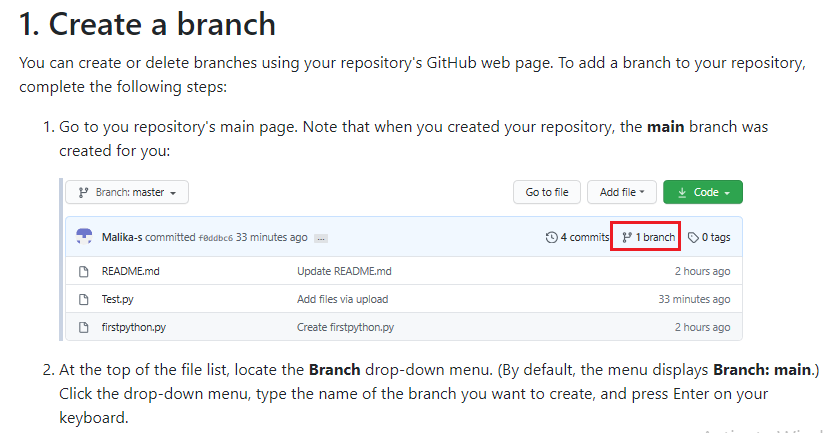 1. Create a branch
You can create or delete branches using your repository's GitHub web page. To add a branch to your repository,
complete the following steps:
1. Go to you repository's main page. Note that when you created your repository, the main branch was
created for you:
Branch: master
Go to file
Add file
Code
Malika-s committed f0ddbc6 33 minutes ago ...
4 commits
1 branch
0 tags
README.md Update README.md 2 hours ago
Test.py Add files via upload 33 minutes ago
firstpython.py Create firstpython.py 2 hours ago
2. At the top of the file list, locate the Branch drop-down menu. (By default, the menu displays Branch: main.)
Click the drop-down menu, type the name of the branch you want to create, and press Enter on your
keyboard.